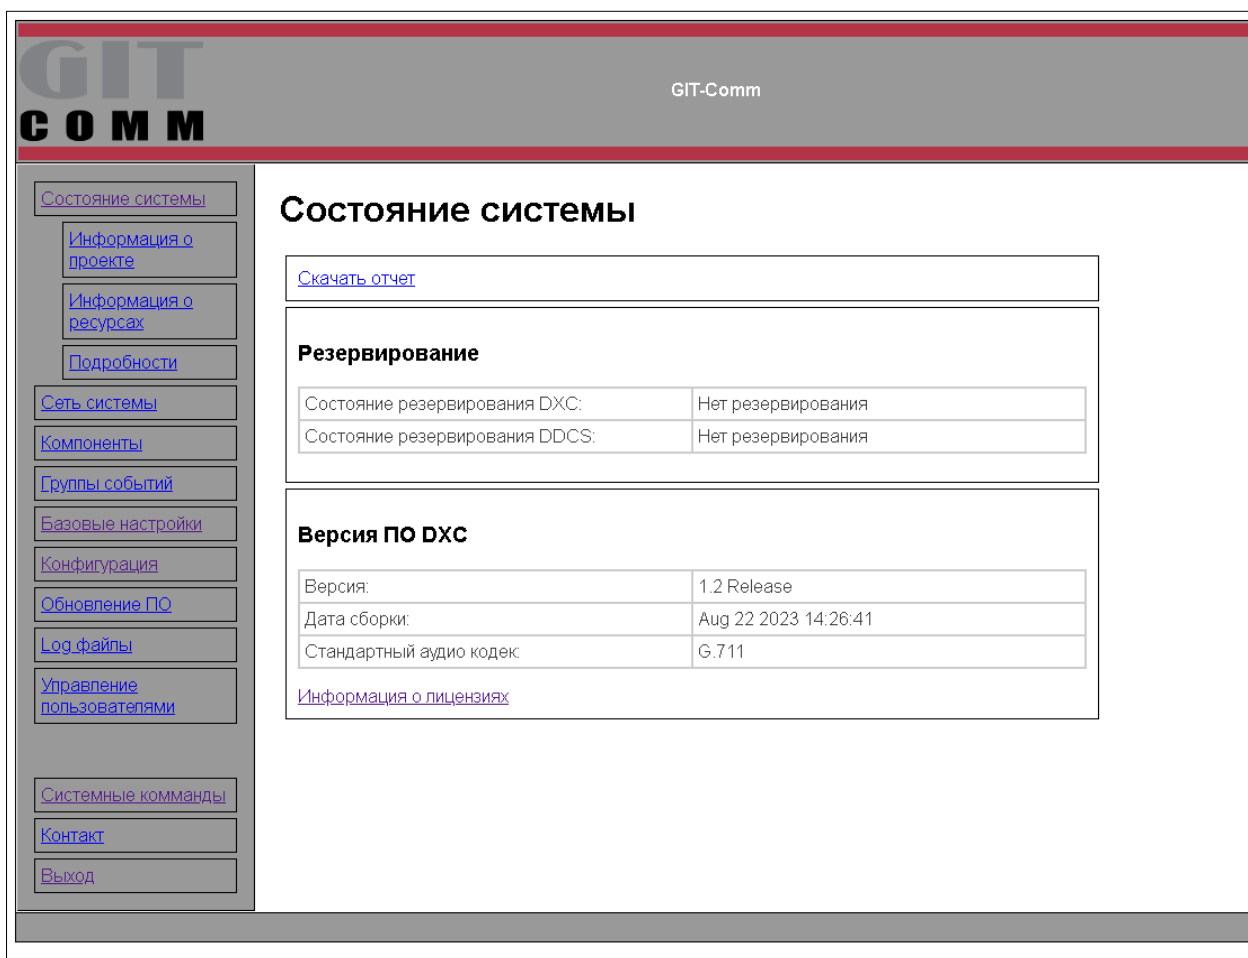 GIT
COMM
GIT-Comm
Состояние системы
Информация о
проекте
Информация о
ресурсах
Подробности
Сеть системы
Компоненты
Группы событий
Базовые настройки
Конфигурация
Обновление ПО
Log файлы
Управление
пользователями
Системные комманды
Контакт
Выход
Состояние системы
Скачать отчет
Резервирование
Состояние резервирования DXC: Нет резервирования
Состояние резервирования DDCS: Нет резервирования
Версия ПО DXC
Версия: 1.2 Release
Дата сборки: Aug 22 2023 14:26:41
Стандартный аудио кодек: G.711
Информация о лицензиях